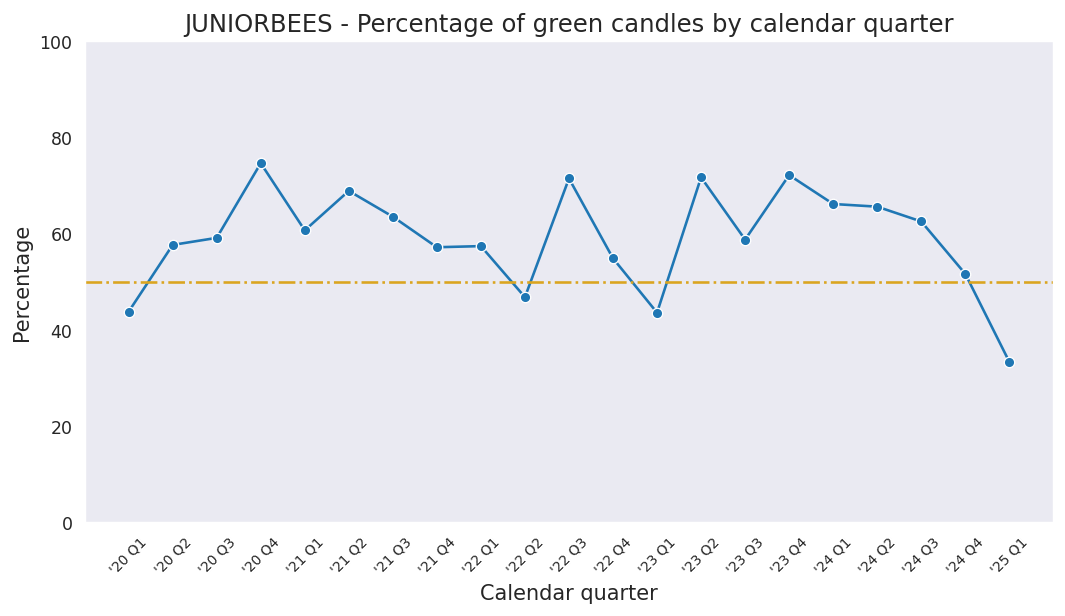 JUNIORBEES - Percentage of green candles by calendar quarter
100
80
60
40
20
0
Percentage
'20 Q1
'20 Q2
'20 Q3
'20 Q4
'21 Q1
'21 Q2
'21 Q3
'21 Q4
'22 Q1
'22 Q2
'22 Q3
'22 Q4
'23 Q1
'23 Q2
'23 Q3
'23 Q4
'24 Q1
'24 Q2
'24 Q3
'24 Q4
'25 Q1
Calendar quarter